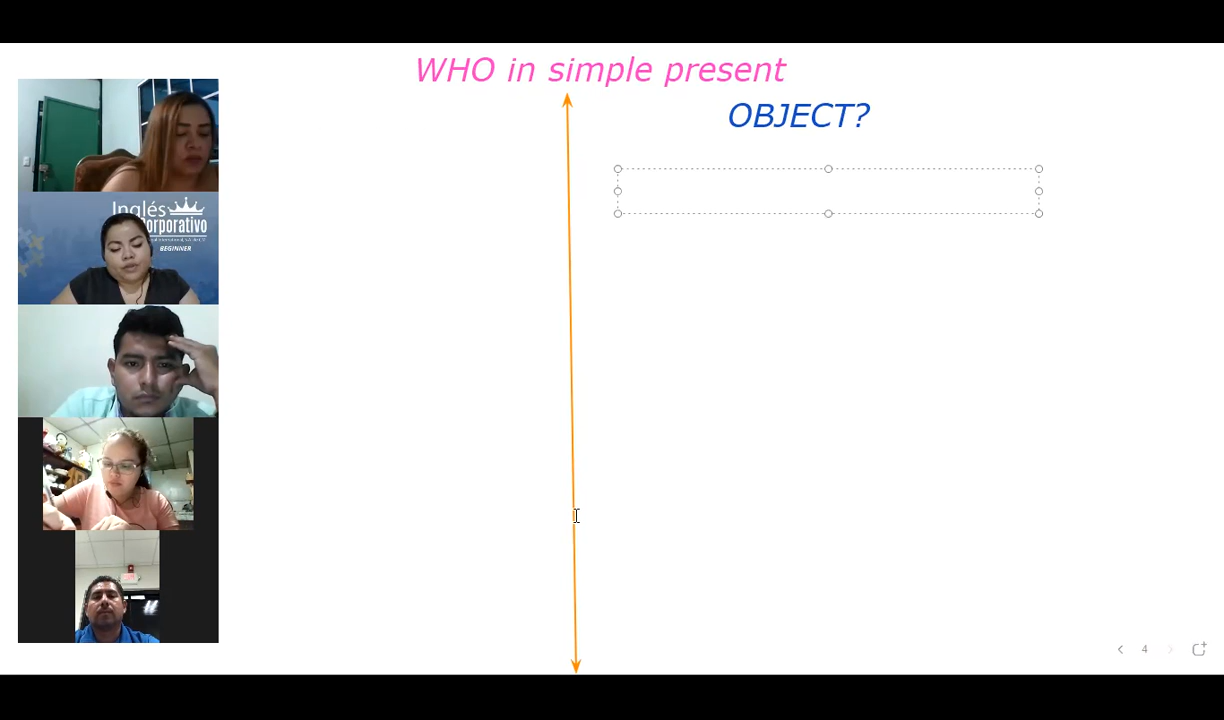 WHO in simple present
OBJECT?
Inglés
Corporativo
BEGINNER
4